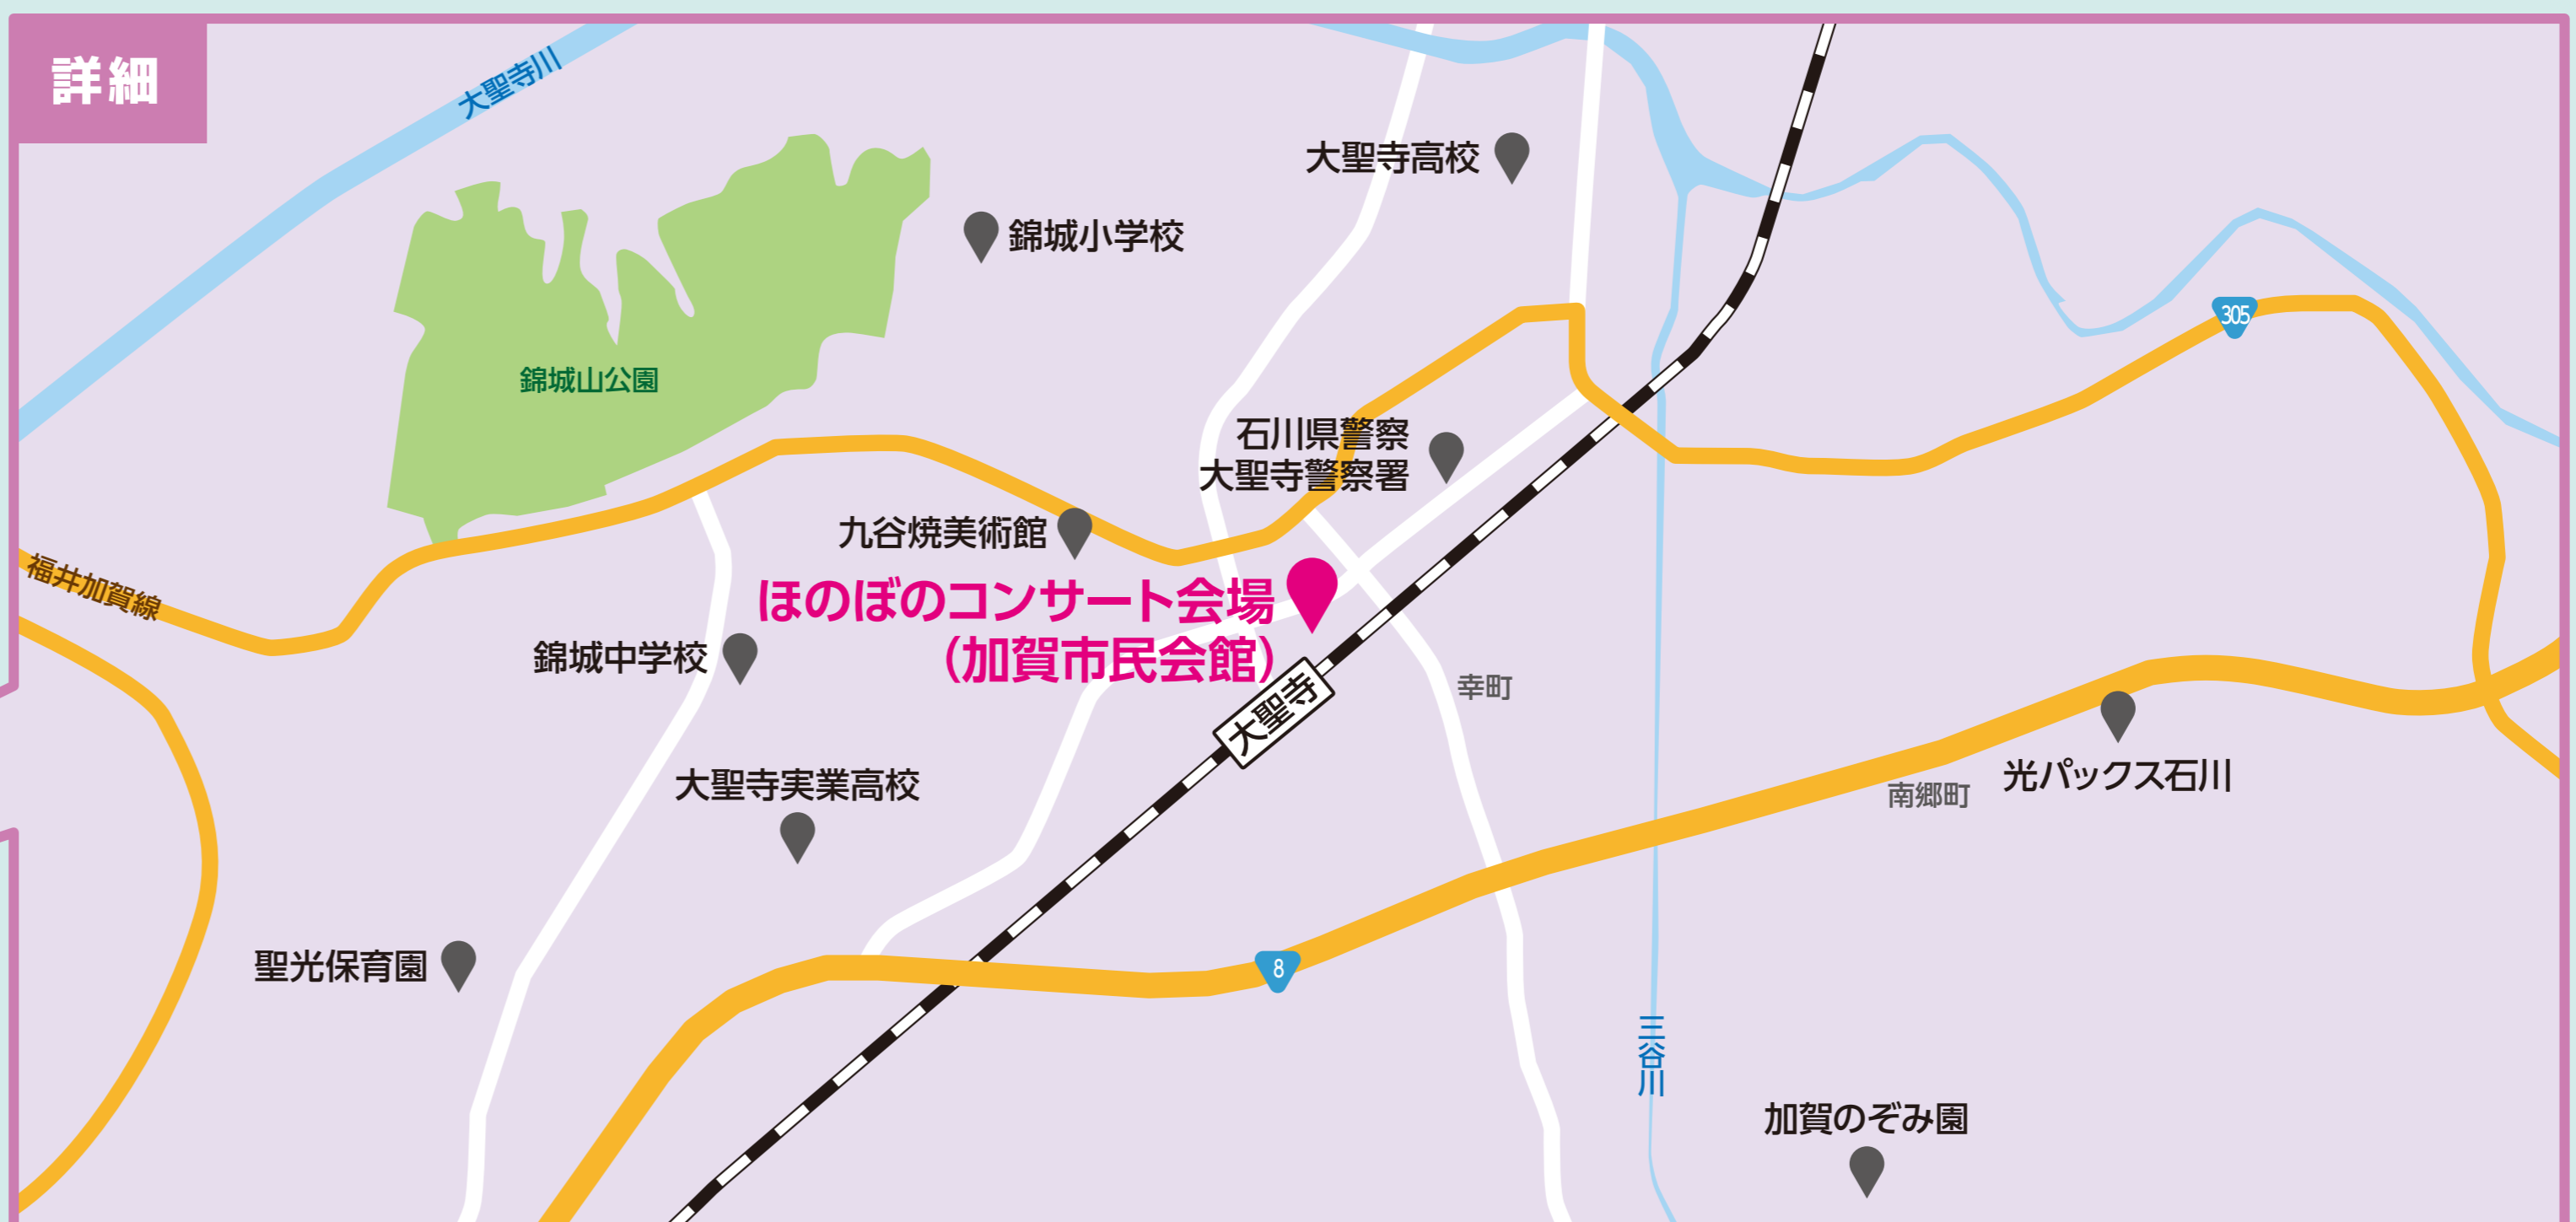 詳細
大聖寺川
大聖寺高校
錦城小学校
305
錦城山公園
石川県警察
大聖寺警察署
九谷焼美術館
福井加賀線
ほのぼのコンサート会場
（加賀市民会館）
錦城中学校
幸町
大聖寺
光パックス石川
南郷町
大聖寺実業高校
聖光保育園
8
三谷川
加賀のぞみ園